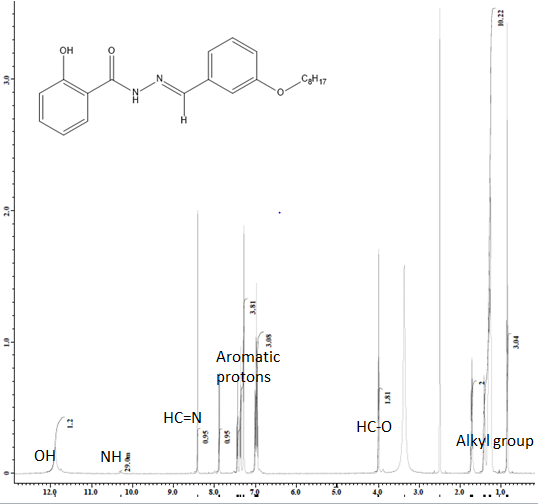 10.22
OH
O
N
N
H
H
O
C8H17
3.0
2.0
1.0
0
3.81
3.08
3.04
2
1.81
1.2
0.95
0.95
29.0m
Aromatic
protons
HC=N
HC-O
Alkyl group
OH
NH
12.0 11.0 10.0 9.0 8.0 7.0 6.0 5.0 4.0 3.0 2.0 1.0 0.1